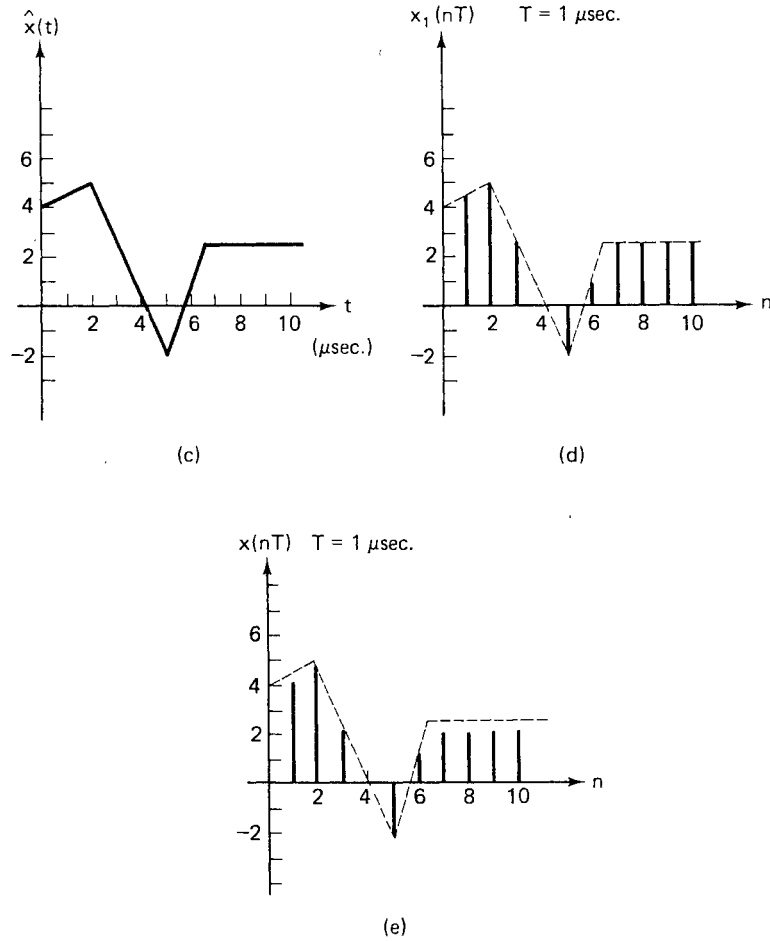 x̂(t)
6
4
2
-2
2 4 6 8 10 t
(μsec.)
(c)
x₁(nT) T = 1 μsec.
6
4
2
-2
2 4 6 8 10 n
(d)
x(nT) T = 1 μsec.
6
4
2
-2
2 4 6 8 10 n
(e)